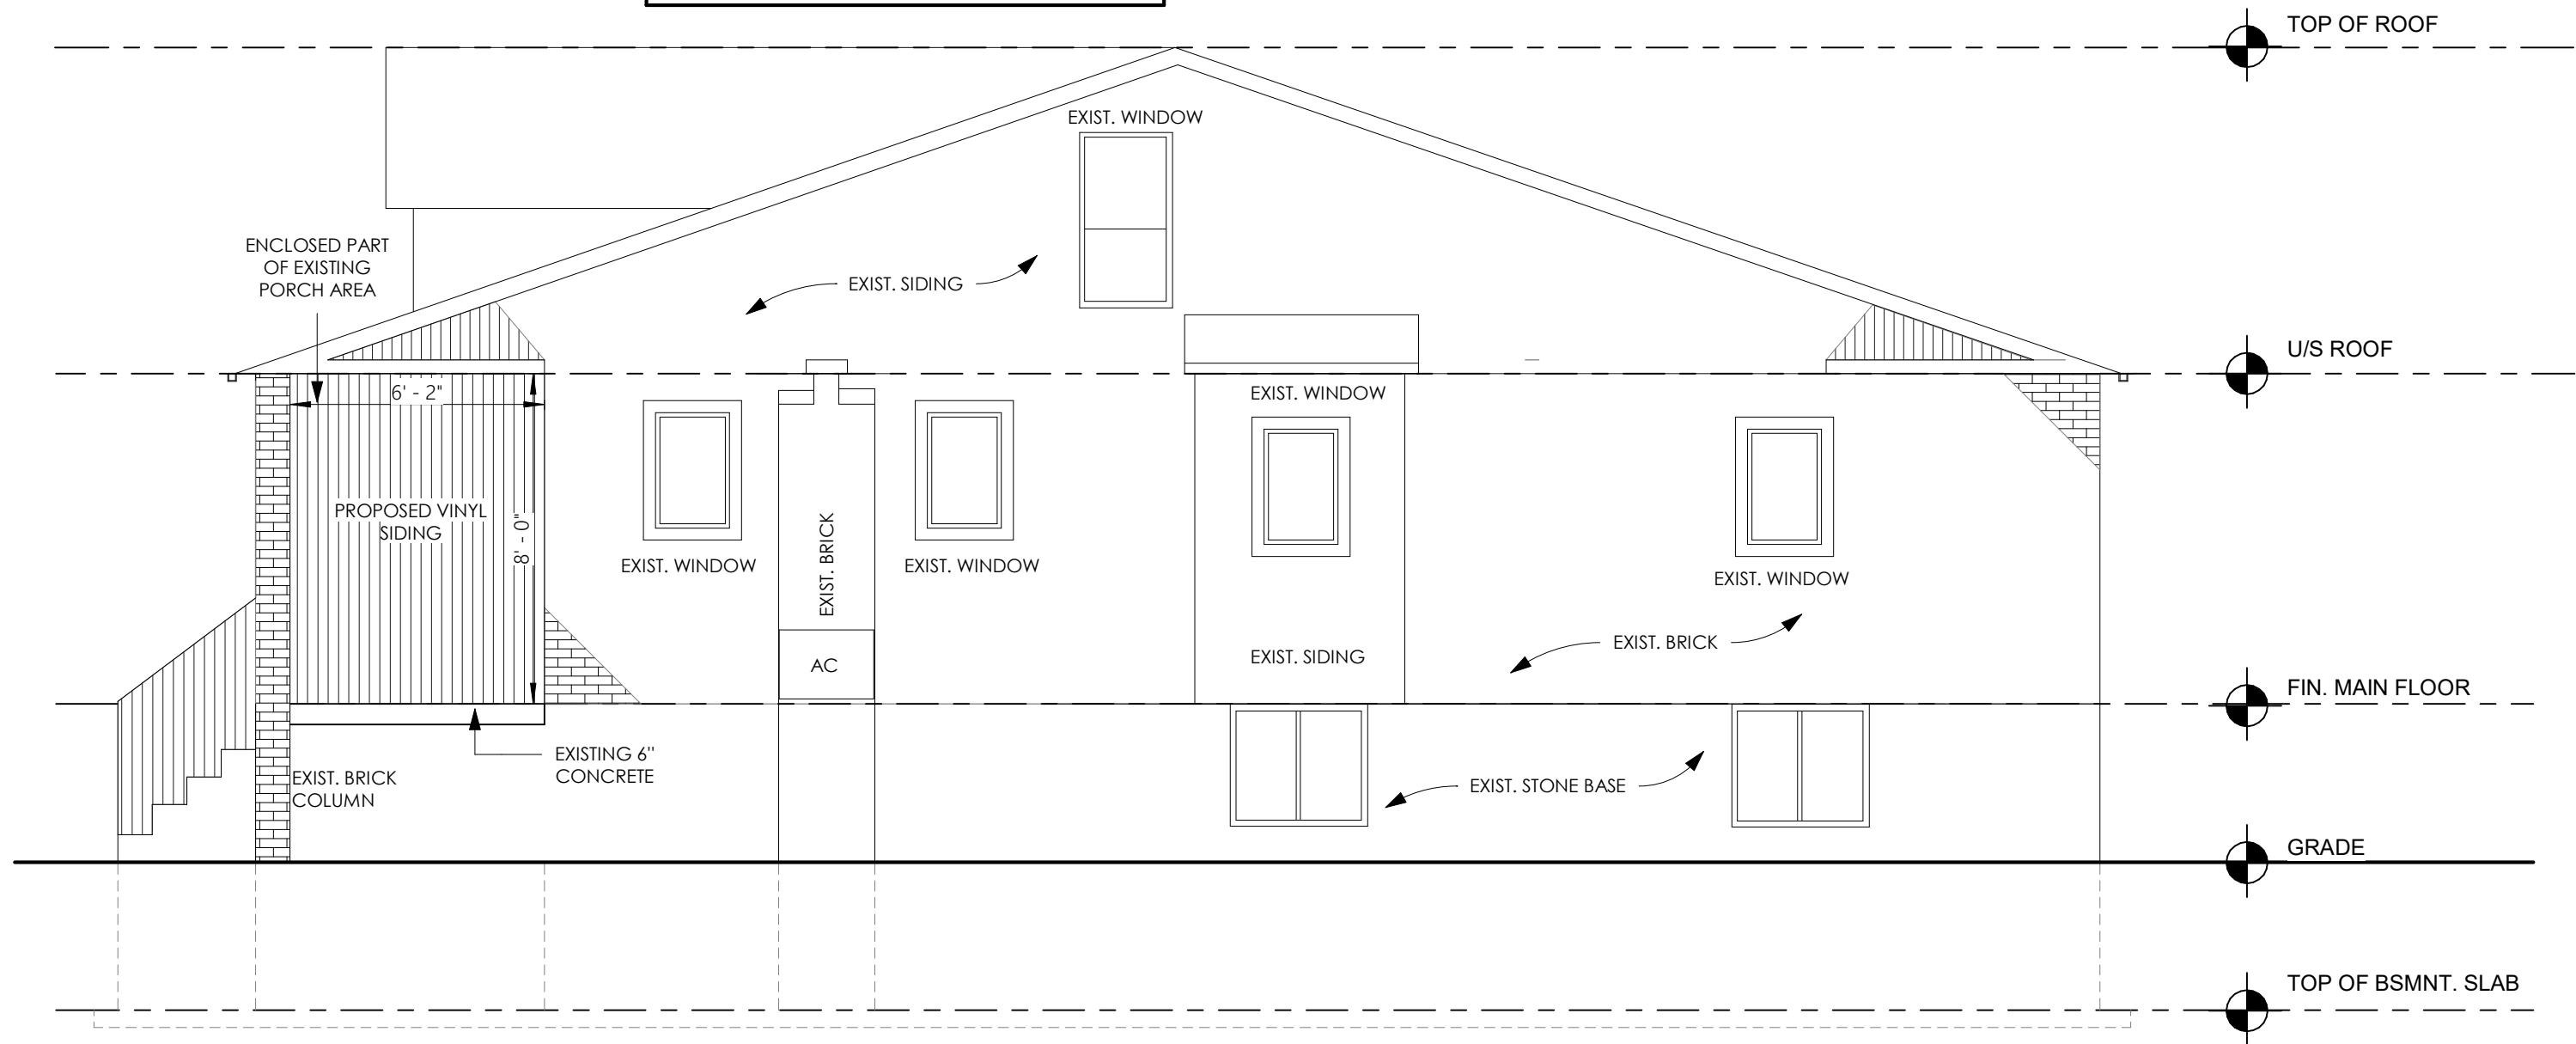 TOP OF ROOF
EXIST. WINDOW
ENCLOSED PART
OF EXISTING
PORCH AREA
EXIST. SIDING
U/S ROOF
6' - 2"
EXIST. WINDOW
PROPOSED VINYL
SIDING
8' - 0"
EXIST. BRICK
EXIST. WINDOW
EXIST. WINDOW
EXIST. WINDOW
EXIST. BRICK
EXIST. SIDING
AC
FIN. MAIN FLOOR
EXISTING 6"
CONCRETE
EXIST. BRICK
COLUMN
EXIST. STONE BASE
GRADE
TOP OF BSMNT. SLAB